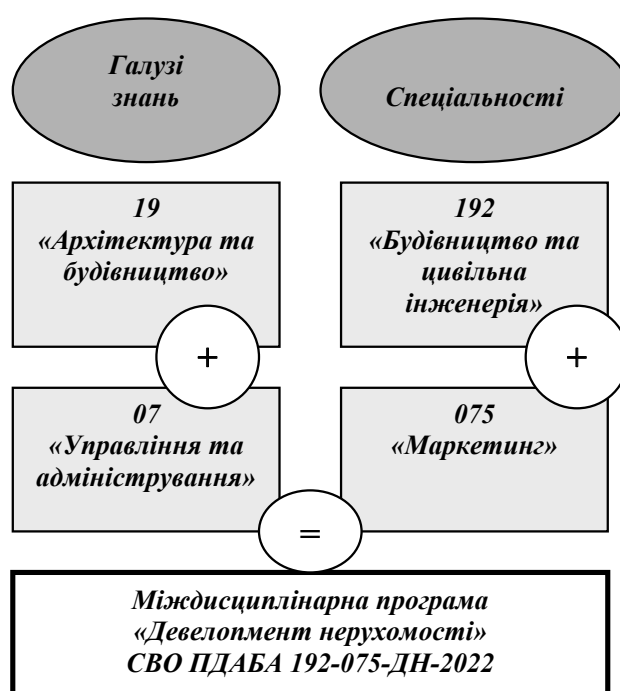 Галузі
знань
Спеціальності
19
«Архітектура та
будівництво»
192
«Будівництво та
цивільна
інженерія»
+
+
07
«Управління та
адміністрування»
075
«Маркетинг»
=
Міждисциплінарна програма
«Девелопмент нерухомості»
СВО ПДАБА 192-075-ДН-2022